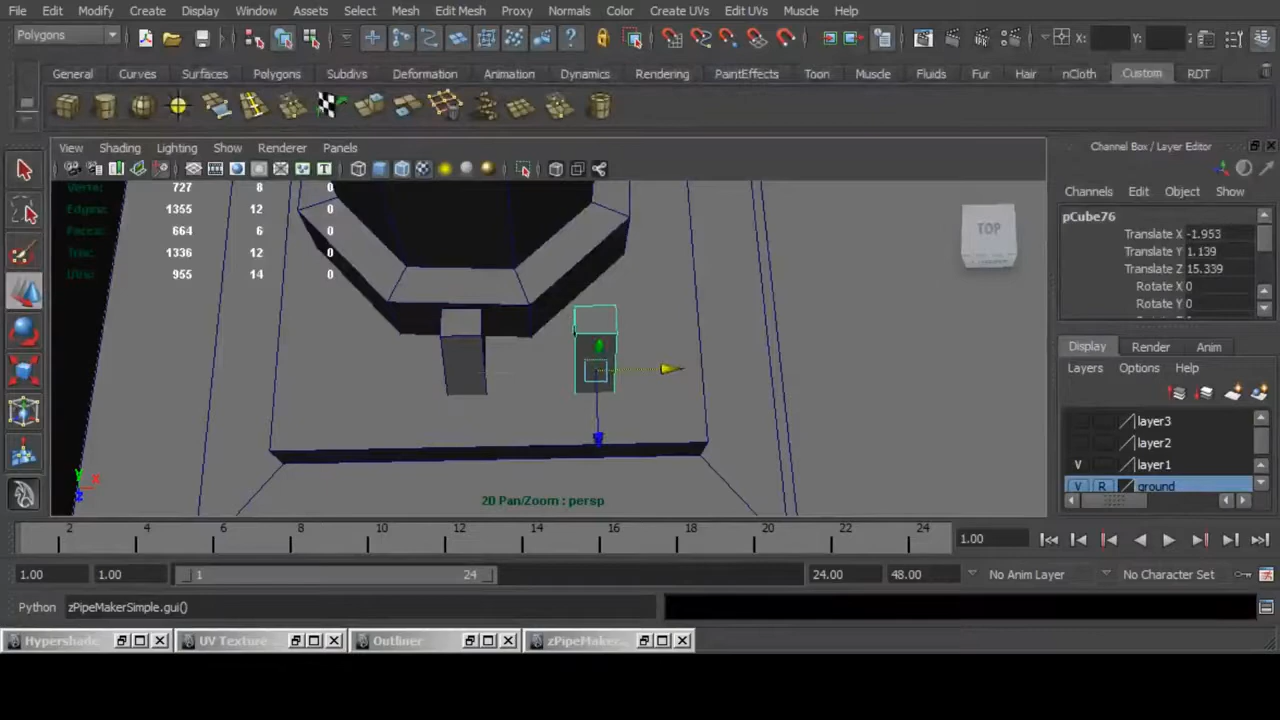 File Edit Modify Create Display Window Assets Select Mesh Edit Mesh Proxy Normals Color Create UVs Edit UVs Muscle Help
Polygons X: Y: Z
General Curves Surfaces Polygons Subdivs Deformation Animation Dynamics Rendering PaintEffects Toon Muscle Fluids Fur Hair nCloth Custom RDT
View Shading Lighting Show Renderer Panels
Channel Box / Layer Editor
Channels Edit Object Show
pCube76
Translate X -1.953
Translate Y 1.139
Translate Z 15.339
Rotate X 0
Rotate Y 0
Verts: 727 8 0
Edges: 1355 12 0
Faces: 664 6 0
Tris: 1336 12 0
UVs: 955 14 0
TOP
Display Render Anim
Layers Options Help
layer3
layer2
V layer1
V R ground
y x
z
2D Pan/Zoom : persp
2 4 6 8 10 12 14 16 18 20 22 24
1.00
1.00 1.00 1 24 24.00 48.00 No Anim Layer No Character Set
Python zPipeMakerSimple.gui()
Hypershade UV Texture... Outliner zPipeMaker...